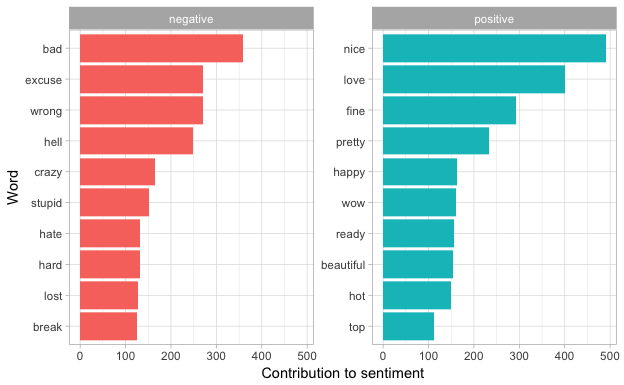 negative
bad
excuse
wrong
hell
crazy
stupid
hate
hard
lost
break
0 100 200 300 400 500
positive
nice
love
fine
pretty
happy
wow
ready
beautiful
hot
top
0 100 200 300 400 500
Word
Contribution to sentiment